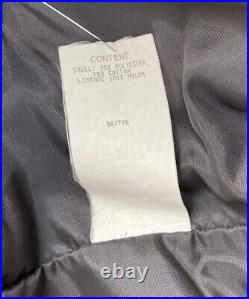 CONTENT
SHELL: 75% POLYESTER,
25% COTTON
LINING: 100% NYLON